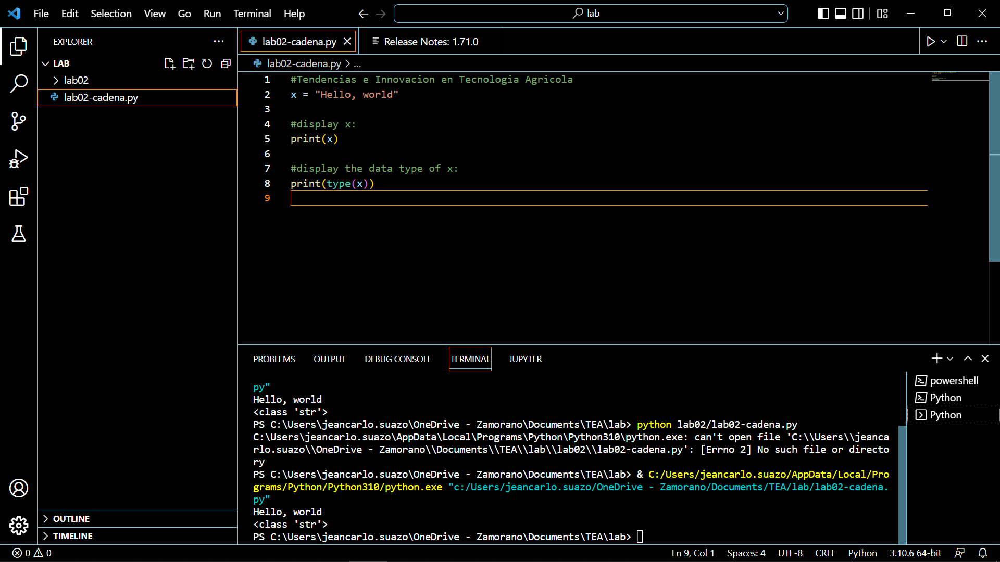 File Edit Selection View Go Run Terminal Help lab
EXPLORER
LAB
lab02
lab02-cadena.py
OUTLINE
TIMELINE
lab02-cadena.py Release Notes: 1.71.0
lab02-cadena.py > ...
1 #Tendencias e Innovacion en Tecnologia Agricola
2 x = "Hello, world"
3
4 #display x:
5 print(x)
6
7 #display the data type of x:
8 print(type(x))
9
PROBLEMS OUTPUT DEBUG CONSOLE TERMINAL JUPYTER
py"
Hello, world
<class 'str'>
PS C:\Users\jeancarlo.suazo\OneDrive - Zamorano\Documents\TEA\lab> python lab02/lab02-cadena.py
C:\Users\jeancarlo.suazo\AppData\Local\Programs\Python\Python310\python.exe: can't open file 'C:\\Users\\jeanca
rlo.suazo\\OneDrive - Zamorano\\Documents\\TEA\\lab\\lab02\\lab02-cadena.py': [Errno 2] No such file or directo
ry
PS C:\Users\jeancarlo.suazo\OneDrive - Zamorano\Documents\TEA\lab> & C:/Users/jeancarlo.suazo/AppData/Local/Pro
grams/Python/Python310/python.exe "c:/Users/jeancarlo.suazo/OneDrive - Zamorano/Documents/TEA/lab/lab02-cadena.
py"
Hello, world
<class 'str'>
PS C:\Users\jeancarlo.suazo\OneDrive - Zamorano\Documents\TEA\lab>
powershell
Python
Python
0 0 Ln 9, Col 1 Spaces: 4 UTF-8 CRLF Python 3.10.6 64-bit